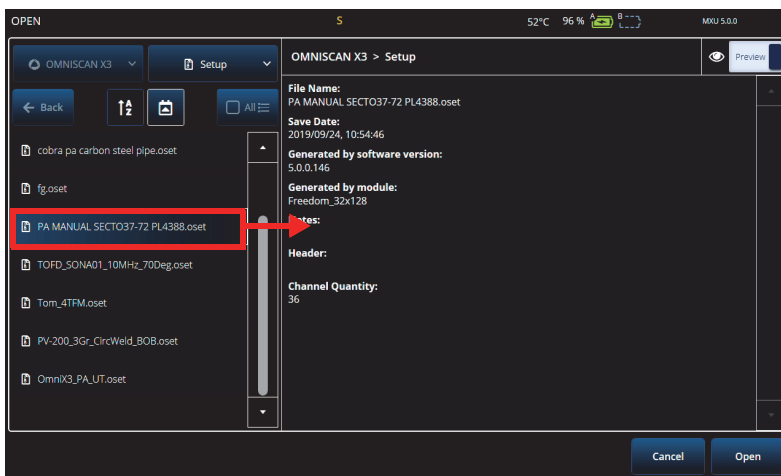 OPEN
S
52°C 96 % A B
MXU 5.0.0
OMNISCAN X3
Setup
OMNISCAN X3 > Setup
Preview
Back
All
cobra pa carbon steel pipe.oset
fg.oset
PA MANUAL SECTO37-72 PL4388.oset
TOFD_SONA01_10MHz_70Deg.oset
Tom_4TFM.oset
PV-200_3Gr_CircWeld_BOB.oset
OmniX3_PA_UT.oset
File Name:
PA MANUAL SECTO37-72 PL4388.oset
Save Date:
2019/09/24, 10:54:46
Generated by software version:
5.0.0.146
Generated by module:
Freedom_32x128
Notes:
Header:
Channel Quantity:
36
Cancel
Open